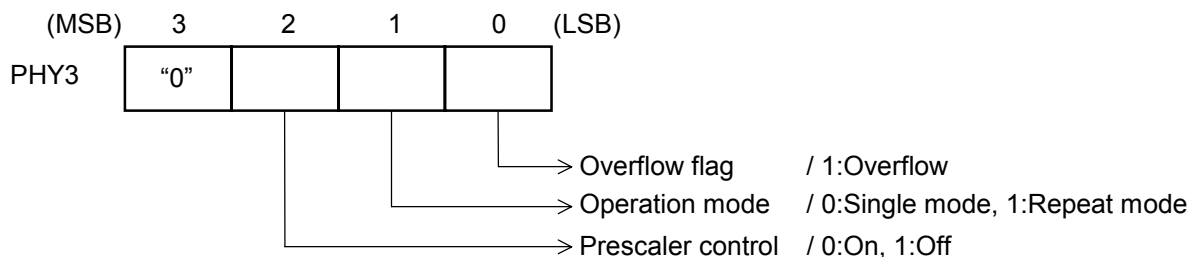 (MSB) 3 2 1 0 (LSB)
PHY3 “0”
Overflow flag / 1:Overflow
Operation mode / 0:Single mode, 1:Repeat mode
Prescaler control / 0:On, 1:Off